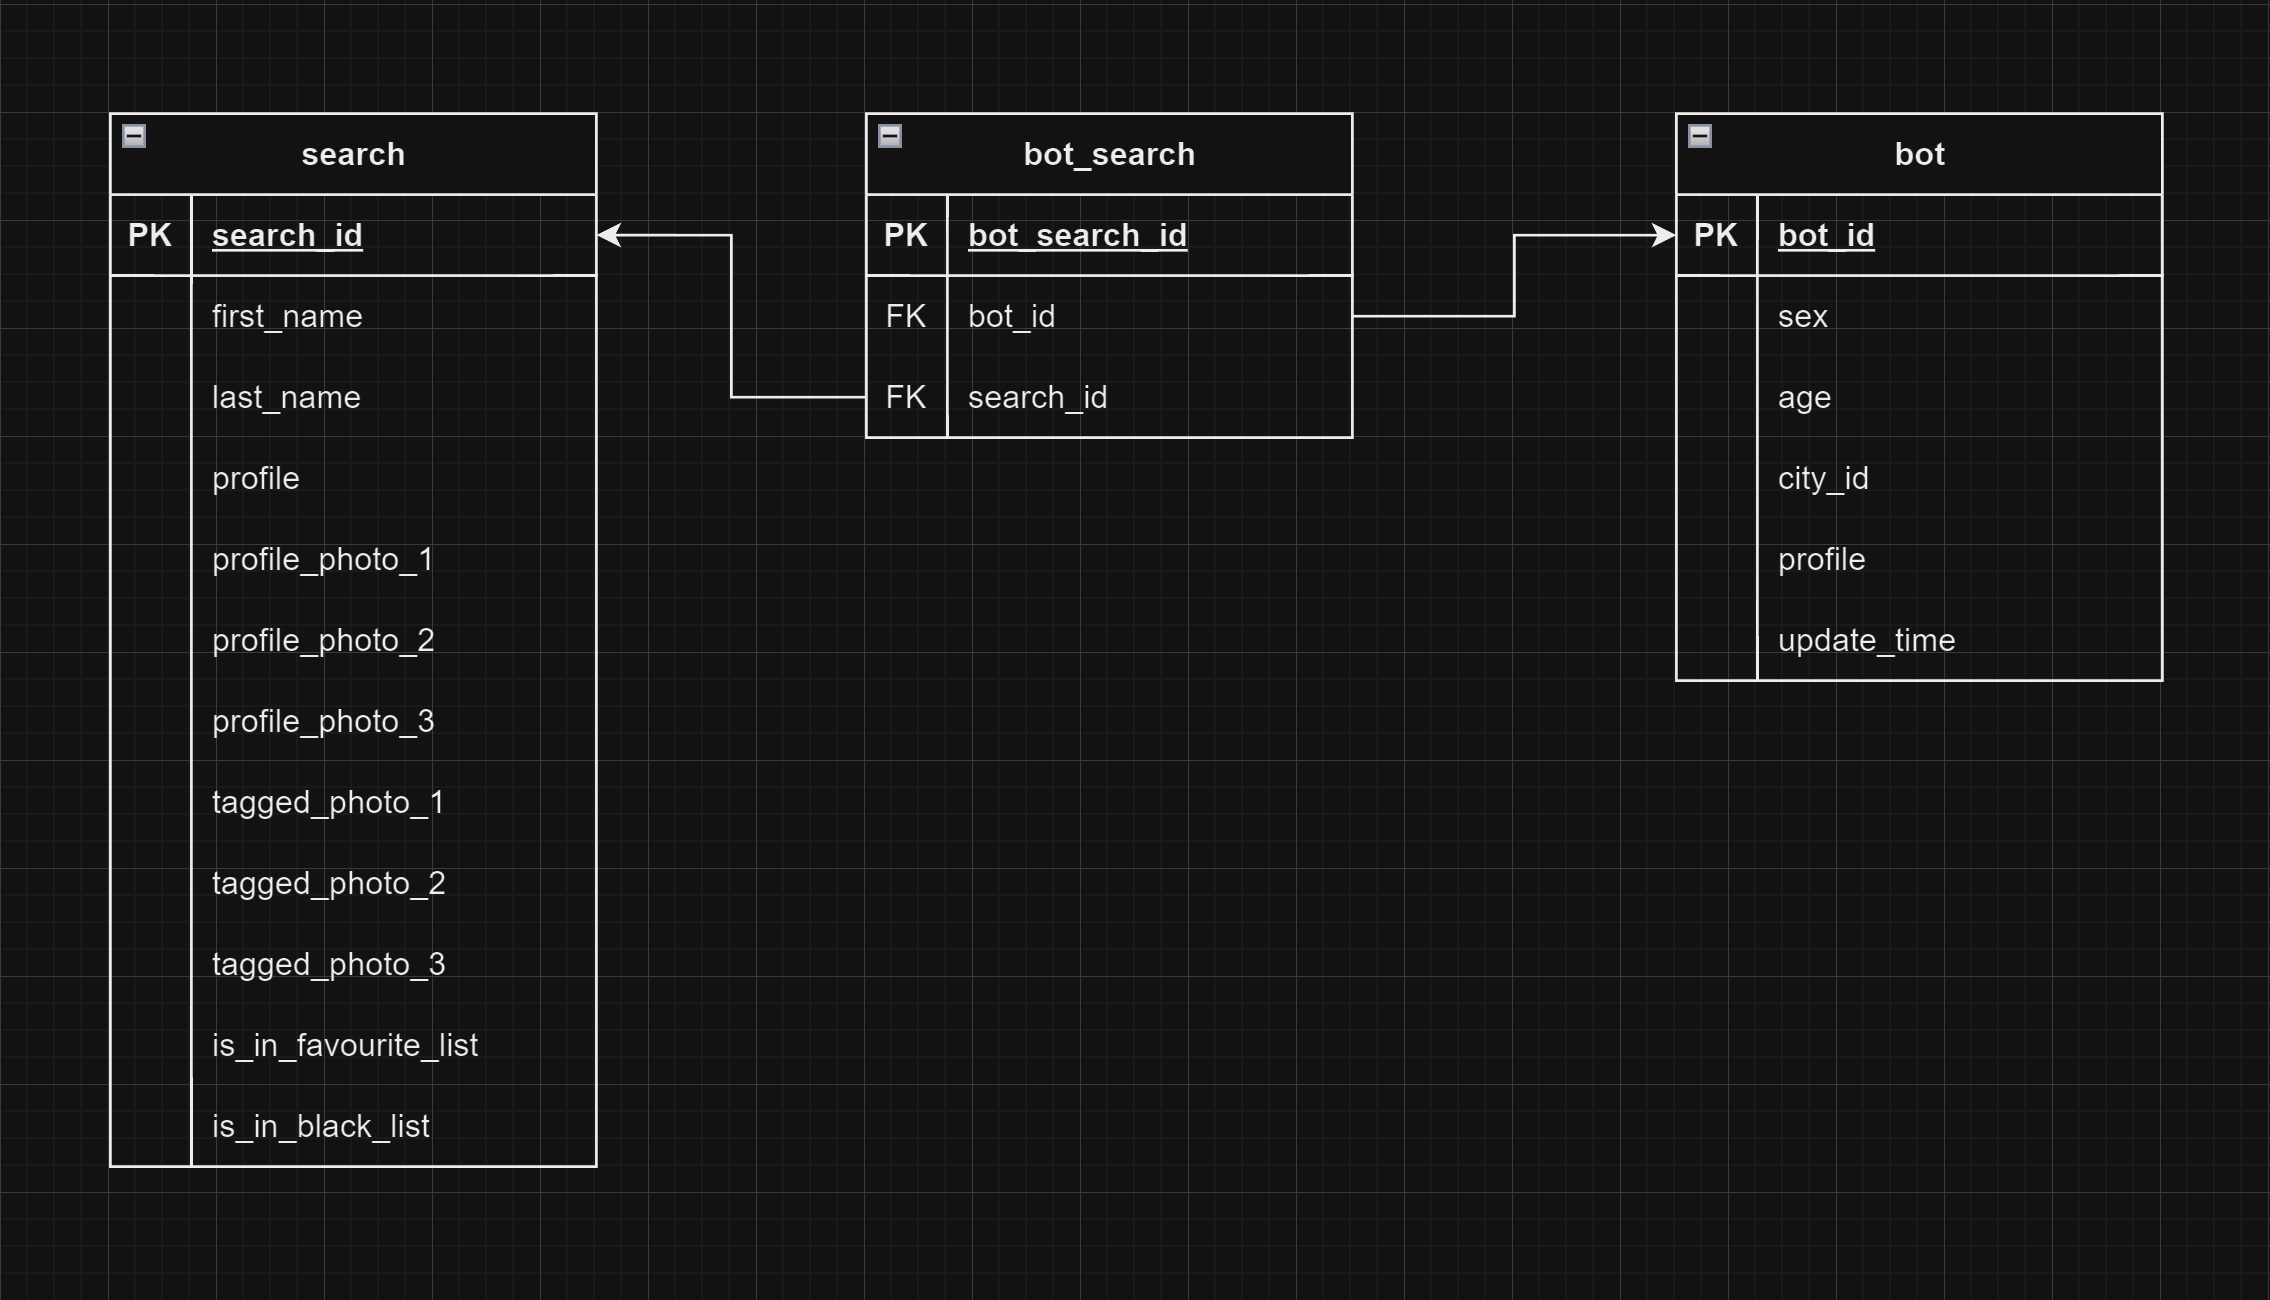 search
PK search_id
first_name
last_name
profile
profile_photo_1
profile_photo_2
profile_photo_3
tagged_photo_1
tagged_photo_2
tagged_photo_3
is_in_favourite_list
is_in_black_list
bot_search
PK bot_search_id
FK bot_id
FK search_id
bot
PK bot_id
sex
age
city_id
profile
update_time